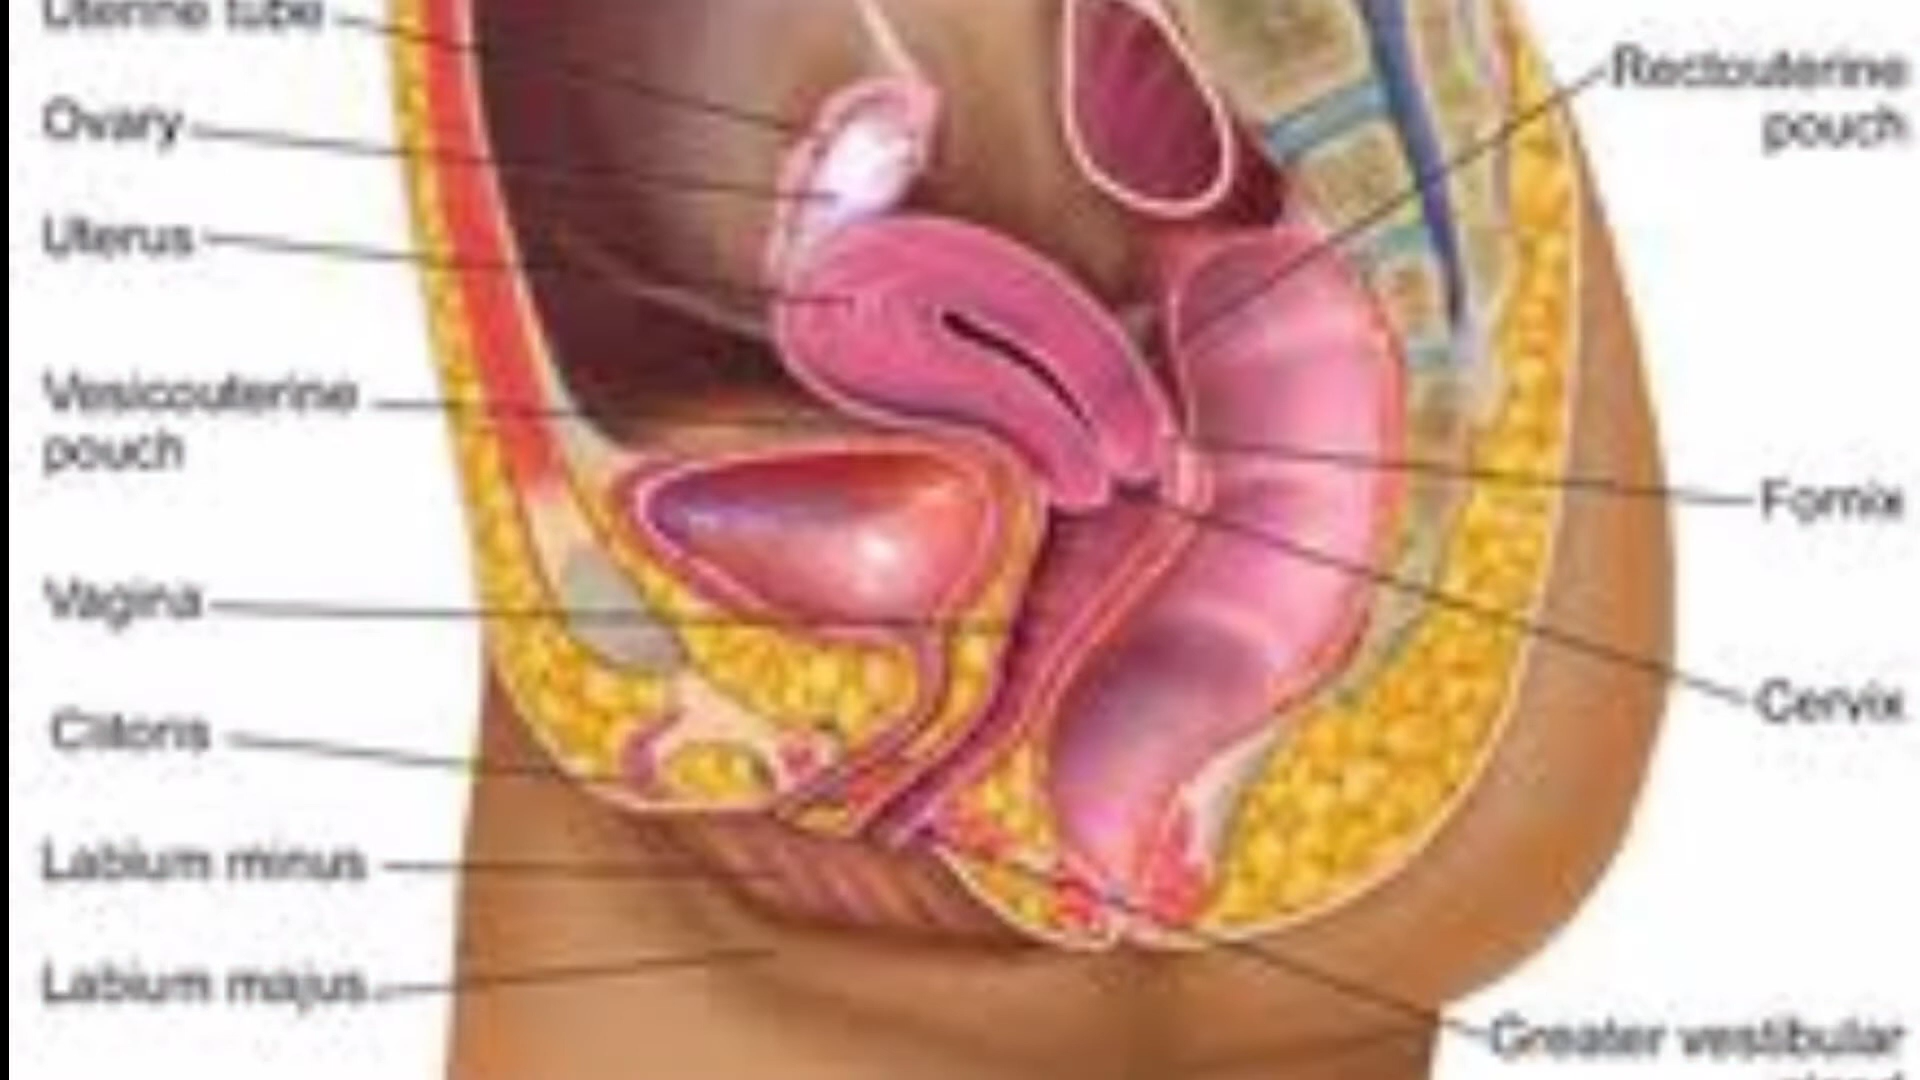 Uterine tube
Ovary
Uterus
Vesicouterine
pouch
Vagina
Clitoris
Labium minus
Labium majus
Rectouterine
pouch
Fornix
Cervix
Greater vestibular